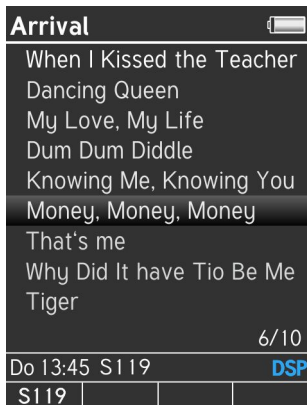 Arrival
When I Kissed the Teacher
Dancing Queen
My Love, My Life
Dum Dum Diddle
Knowing Me, Knowing You
Money, Money, Money
That's me
Why Did It have Tio Be Me
Tiger
6/10
Do 13:45 S119 DSP
S119